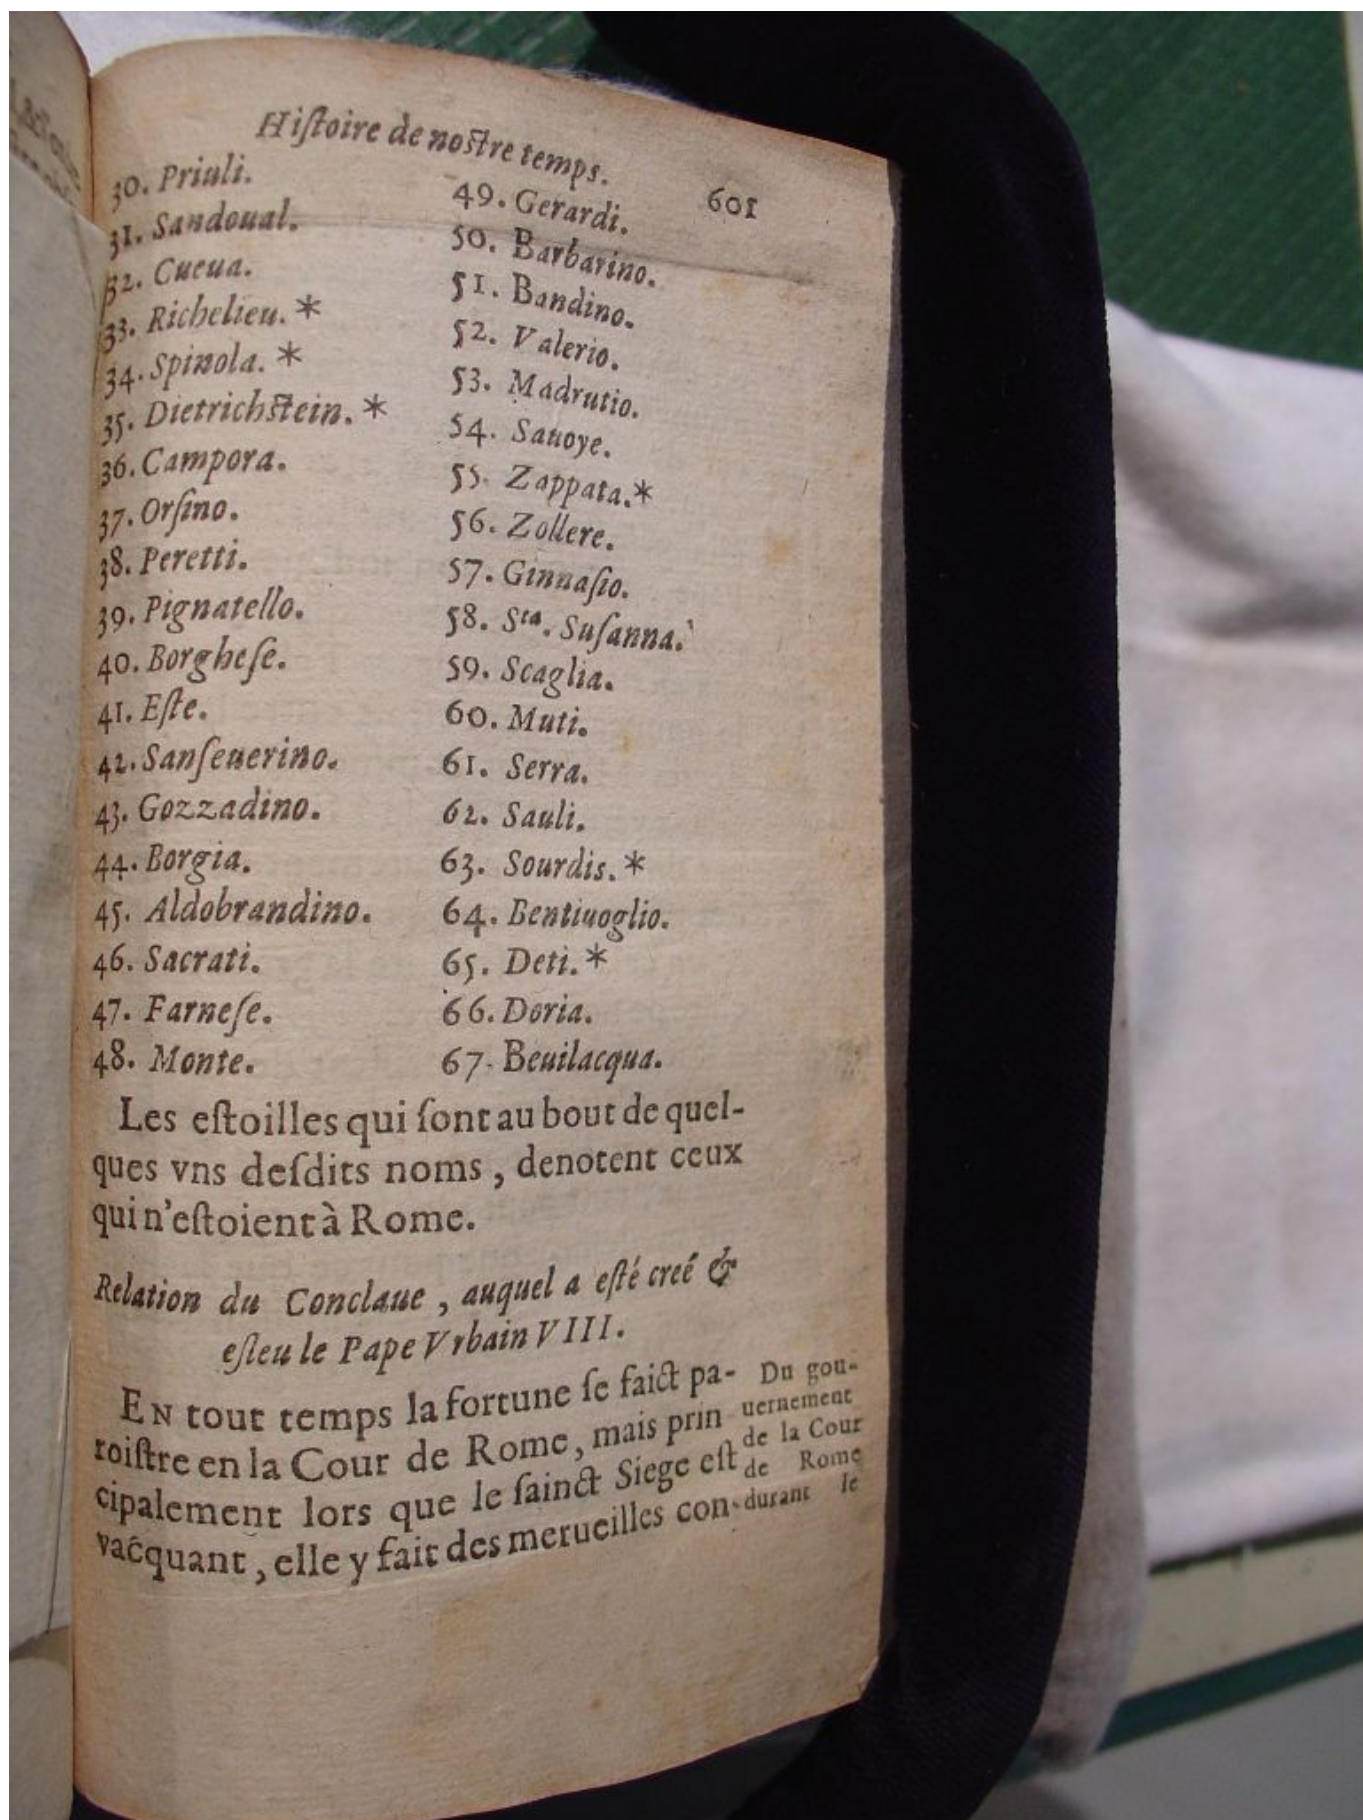 Hiſtoire de noſtre temps. 601
30. Priuli.
31. Sandoual.
32. Cueua.
33. Richelieu. *
34. Spinola. *
35. Dietrichſtein. *
36. Campora.
37. Orſino.
38. Peretti.
39. Pignatello.
40. Borgheſe.
41. Eſte.
42. Sanſeuerino.
43. Gozzadino.
44. Borgia.
45. Aldobrandino.
46. Sacrati.
47. Farneſe.
48. Monte.
49. Gerardi.
50. Barbarino.
51. Bandino.
52. Valerio.
53. Madrutio.
54. Sauoye.
55. Zappata. *
56. Zollere.
57. Ginnaſio.
58. Sta. Suſanna.
59. Scaglia.
60. Muti.
61. Serra.
62. Sauli.
63. Sourdis. *
64. Bentiuoglio.
65. Deti. *
66. Doria.
67. Beuilacqua.
Les eſtoilles qui ſont au bout de quel-
ques vns deſdits noms, denotent ceux
qui n'eſtoient à Rome.
Relation du Conclaue, auquel a eſté creé &
eſleu le Pape Vrbain VIII.
EN tout temps la fortune ſe faict pa-
roiſtre en la Cour de Rome, mais prin
cipalement lors que le ſainct Siege eſt
vacquant, elle y fait des merueilles con-
Du gou-
uernement
de la Cour
de Rome
durant le